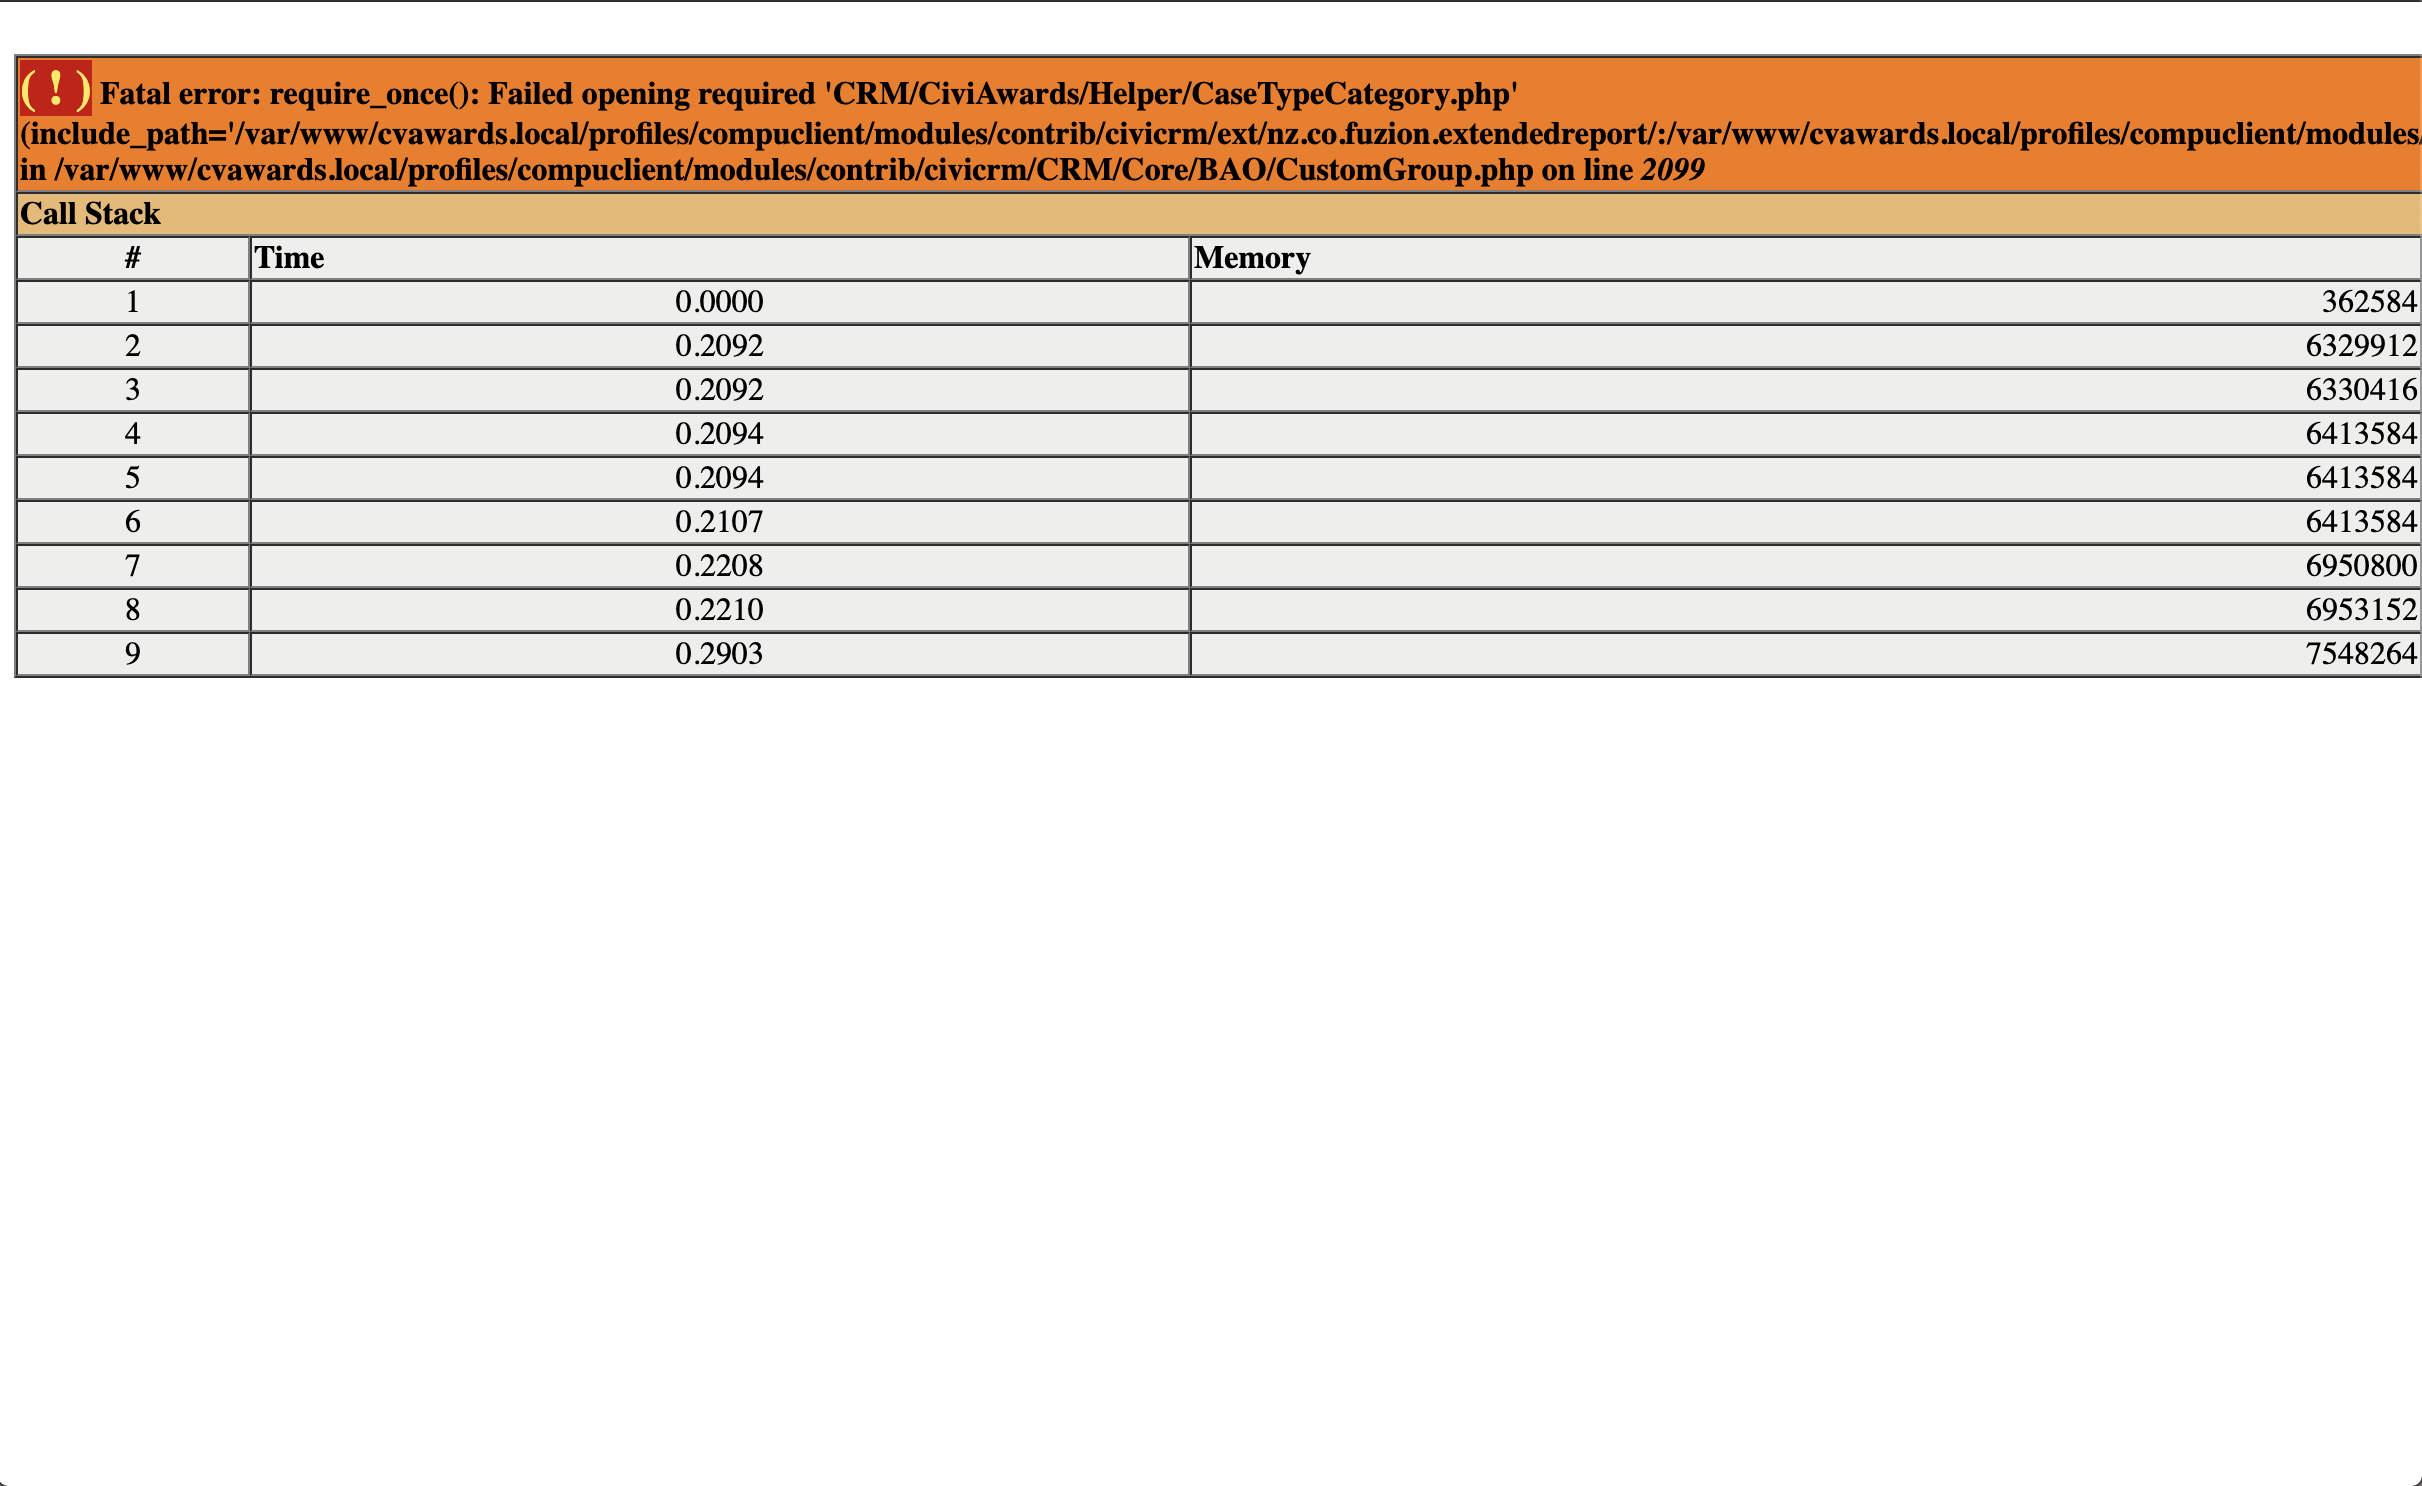 ( ! ) Fatal error: require_once(): Failed opening required 'CRM/CiviAwards/Helper/CaseTypeCategory.php'
(include_path='/var/www/cvawards.local/profiles/compuclient/modules/contrib/civicrm/ext/nz.co.fuzion.extendedreport/:/var/www/cvawards.local/profiles/compuclient/modules/
in /var/www/cvawards.local/profiles/compuclient/modules/contrib/civicrm/CRM/Core/BAO/CustomGroup.php on line 2099
Call Stack
# Time Memory
1 0.0000 362584
2 0.2092 6329912
3 0.2092 6330416
4 0.2094 6413584
5 0.2094 6413584
6 0.2107 6413584
7 0.2208 6950800
8 0.2210 6953152
9 0.2903 7548264